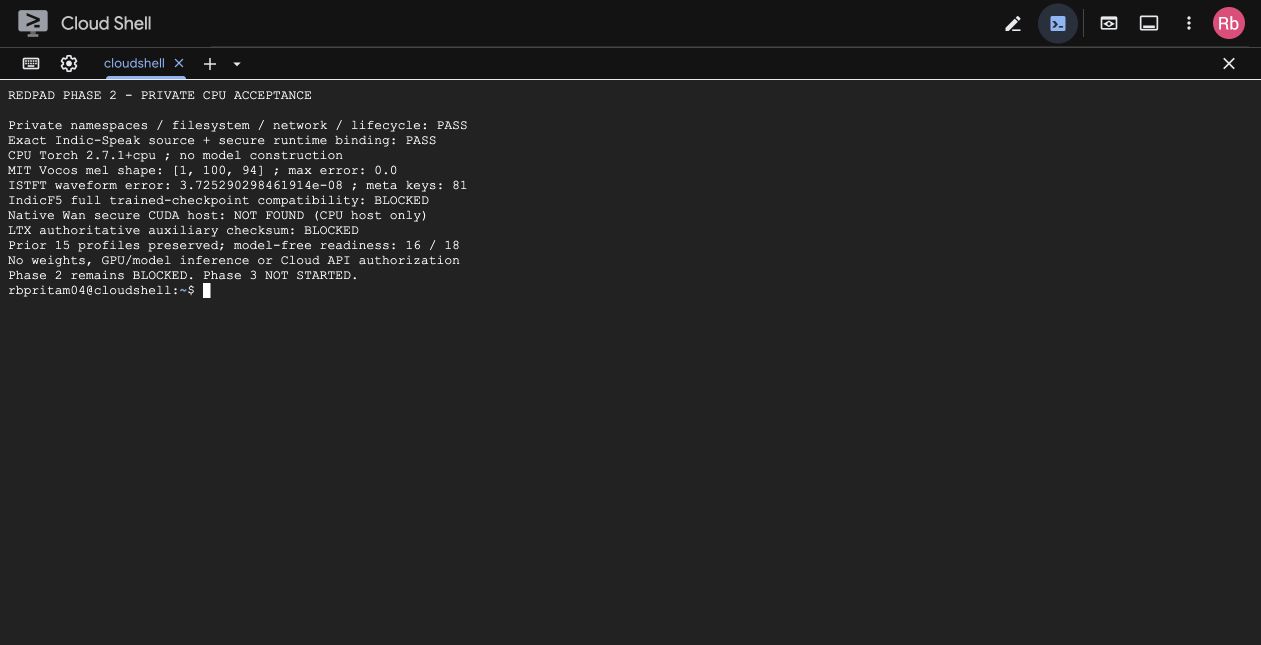 Cloud Shell
Rb
cloudshell
REDPAD PHASE 2 - PRIVATE CPU ACCEPTANCE
Private namespaces / filesystem / network / lifecycle: PASS
Exact Indic-Speak source + secure runtime binding: PASS
CPU Torch 2.7.1+cpu ; no model construction
MIT Vocos mel shape: [1, 100, 94] ; max error: 0.0
ISTFT waveform error: 3.725290298461914e-08 ; meta keys: 81
IndicF5 full trained-checkpoint compatibility: BLOCKED
Native Wan secure CUDA host: NOT FOUND (CPU host only)
LTX authoritative auxiliary checksum: BLOCKED
Prior 15 profiles preserved; model-free readiness: 16 / 18
No weights, GPU/model inference or Cloud API authorization
Phase 2 remains BLOCKED. Phase 3 NOT STARTED.
rbpritam04@cloudshell:~$